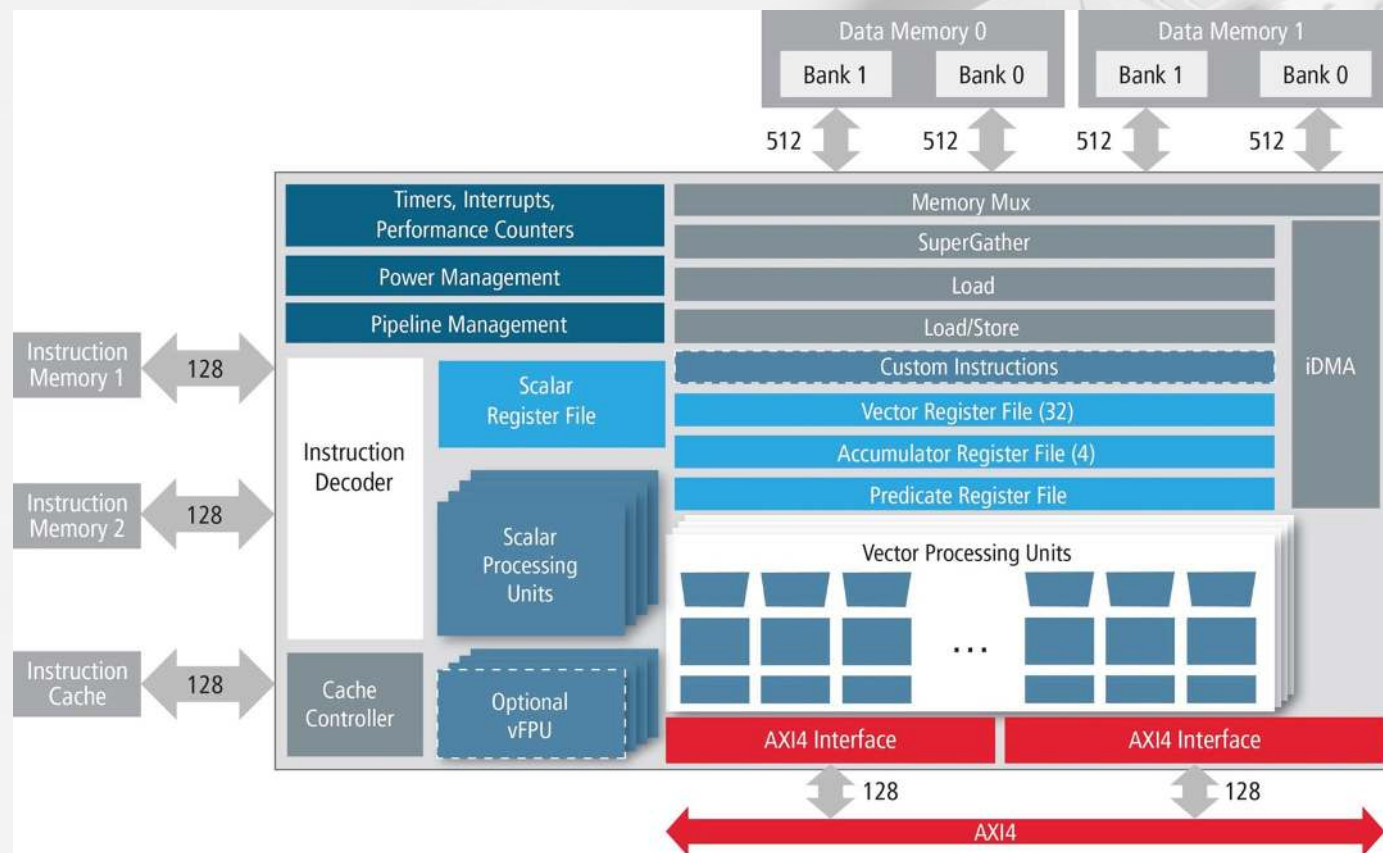 Data Memory 0
Data Memory 1
Bank 1
Bank 0
Bank 1
Bank 0
512
512
512
512
Timers, Interrupts,
Performance Counters
Power Management
Pipeline Management
Memory Mux
SuperGather
Load
Load/Store
Custom Instructions
Vector Register File (32)
Accumulator Register File (4)
Predicate Register File
iDMA
Instruction
Memory 1
128
Instruction
Memory 2
128
Instruction
Cache
128
Instruction
Decoder
Scalar
Register File
Scalar
Processing
Units
Cache
Controller
Optional
vFPU
Vector Processing Units
...
AXI4 Interface
AXI4 Interface
128
128
AXI4